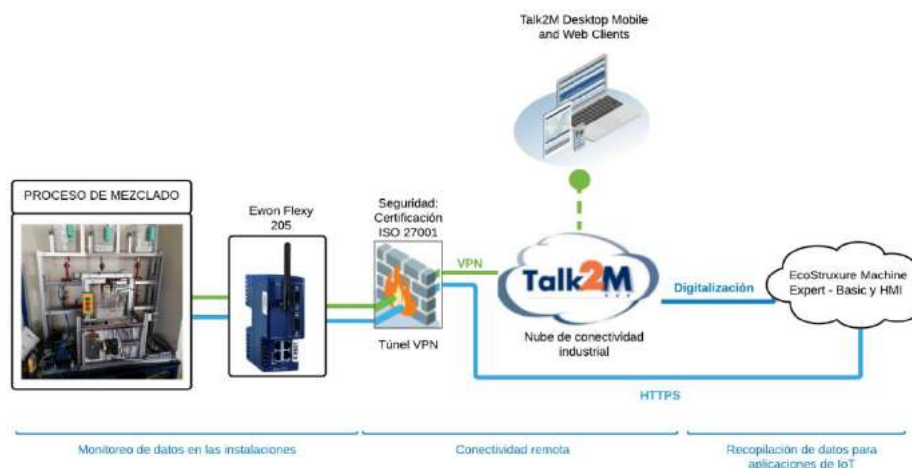 Talk2M Desktop Mobile
and Web Clients
PROCESO DE MEZCLADO
Ewon Flexy
205
Seguridad:
Certificación
ISO 27001
VPN
Talk2M
Digitalización
EcoStruxure Machine
Expert - Basic y HMI
Túnel VPN
Nube de conectividad
industrial
HTTPS
Monitoreo de datos en las instalaciones
Conectividad remota
Recopilación de datos para
aplicaciones de IoT